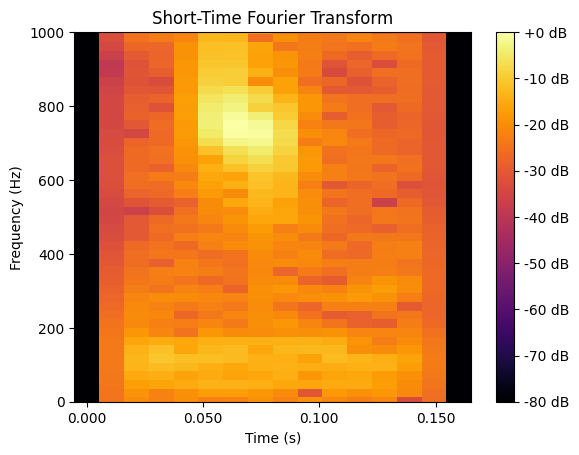 Short-Time Fourier Transform
1000
800
600
400
200
0
Frequency (Hz)
0.000
0.050
0.100
0.150
Time (s)
+0 dB
-10 dB
-20 dB
-30 dB
-40 dB
-50 dB
-60 dB
-70 dB
-80 dB